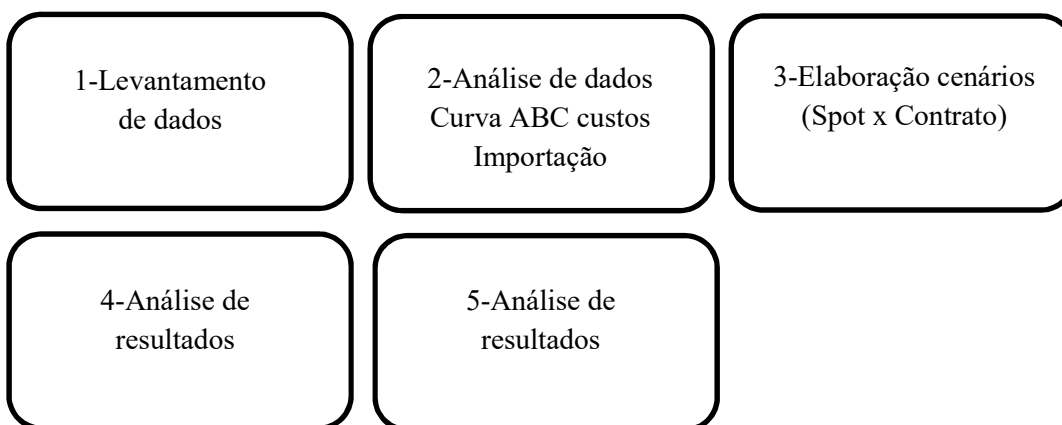 1-Levantamento
de dados
2-Análise de dados
Curva ABC custos
Importação
3-Elaboração cenários
(Spot x Contrato)
4-Análise de
resultados
5-Análise de
resultados